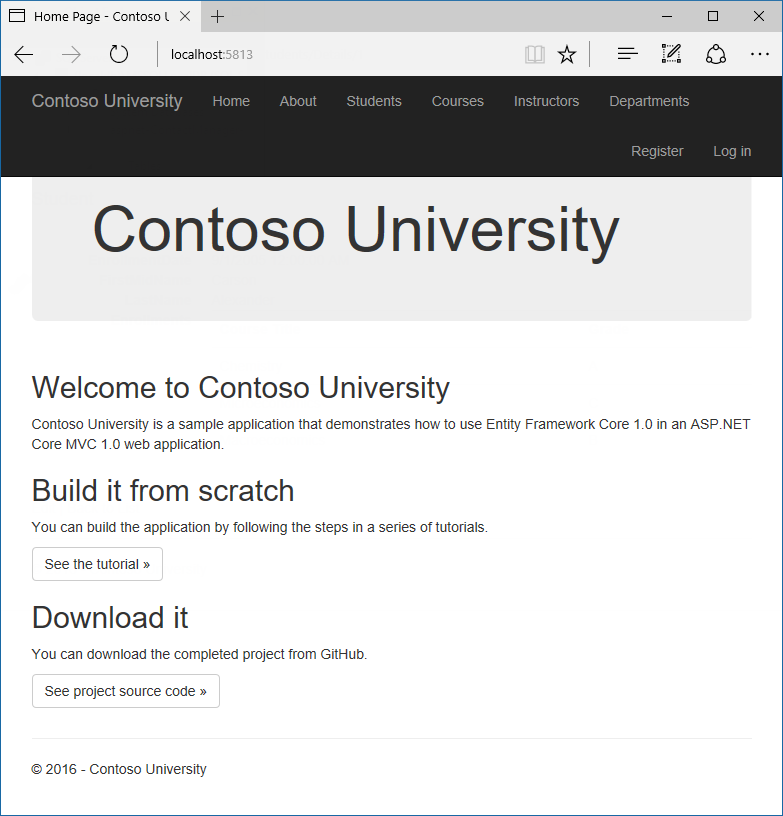 Home Page - Contoso U
localhost:5813
Contoso University Home About Students Courses Instructors Departments
Register Log in
Contoso University
Welcome to Contoso University
Contoso University is a sample application that demonstrates how to use Entity Framework Core 1.0 in an ASP.NET
Core MVC 1.0 web application.
Build it from scratch
You can build the application by following the steps in a series of tutorials.
See the tutorial »
Download it
You can download the completed project from GitHub.
See project source code »
© 2016 - Contoso University